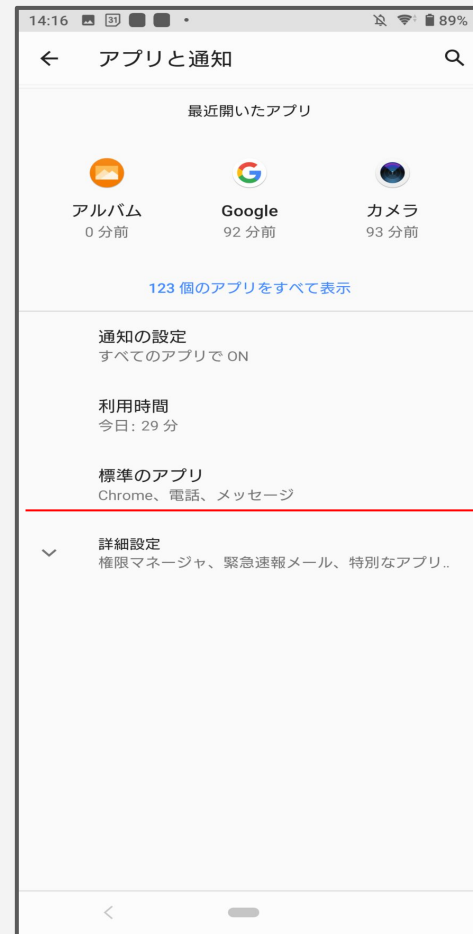 14:16 31 89%
アプリと通知
最近開いたアプリ
アルバム Google カメラ
0 分前 92 分前 93 分前
123 個のアプリをすべて表示
通知の設定
すべてのアプリで ON
利用時間
今日: 29 分
標準のアプリ
Chrome、電話、メッセージ
詳細設定
権限マネージャ、緊急速報メール、特別なアプリ..